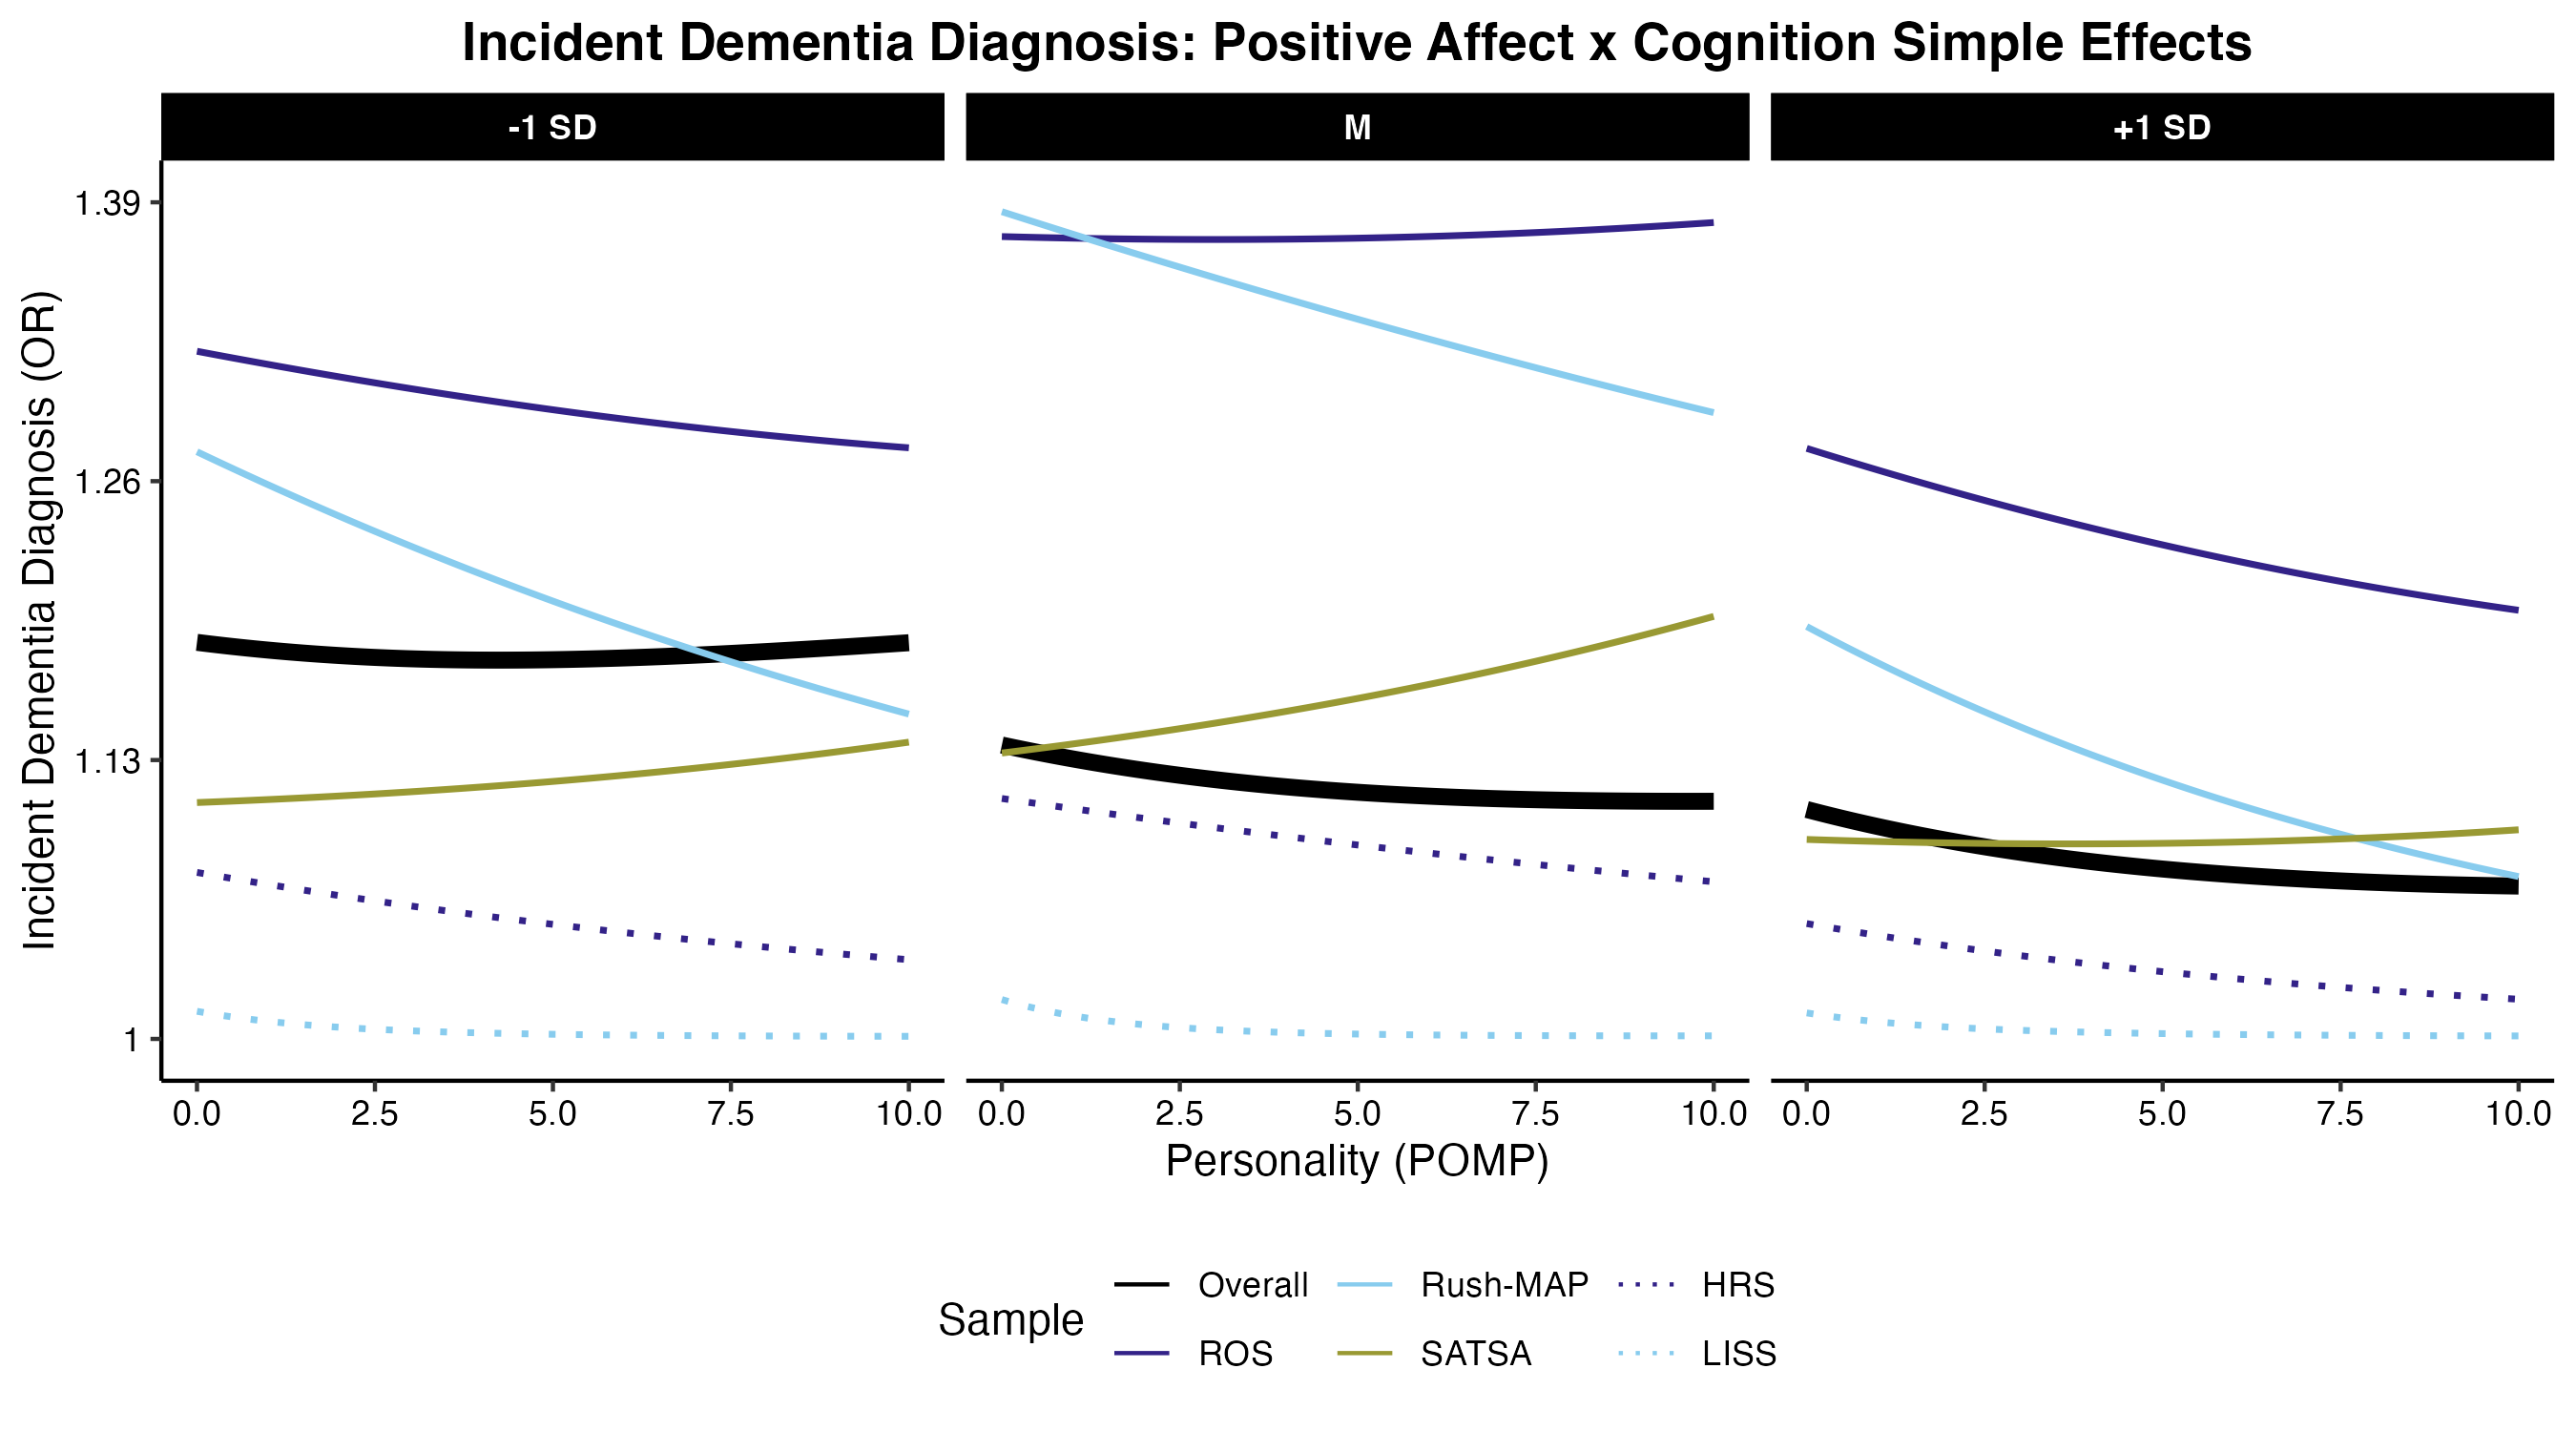 Incident Dementia Diagnosis: Positive Affect x Cognition Simple Effects
-1 SD
M
+1 SD
Incident Dementia Diagnosis (OR)
1.39
1.26
1.13
1
0.0 2.5 5.0 7.5 10.0
0.0 2.5 5.0 7.5 10.0
0.0 2.5 5.0 7.5 10.0
Personality (POMP)
Sample
Overall
Rush-MAP
HRS
ROS
SATSA
LISS